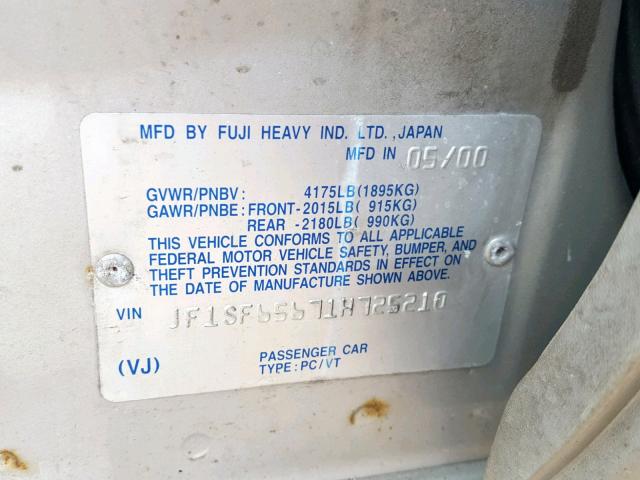 MFD BY FUJI HEAVY IND. LTD.,JAPAN
MFD IN 05/00
GVWR/PNBV: 4175LB(1895KG)
GAWR/PNBE:FRONT-2015LB( 915KG)
REAR -2180LB( 990KG)
THIS VEHICLE CONFORMS TO ALL APPLICABLE
FEDERAL MOTOR VEHICLE SAFETY, BUMPER, AND
THEFT PREVENTION STANDARDS IN EFFECT ON
THE DATE OF MANUFACTURE SHOWN ABOVE.
VIN JF1SF65671H725210
(VJ) PASSENGER CAR
TYPE:PC/VT